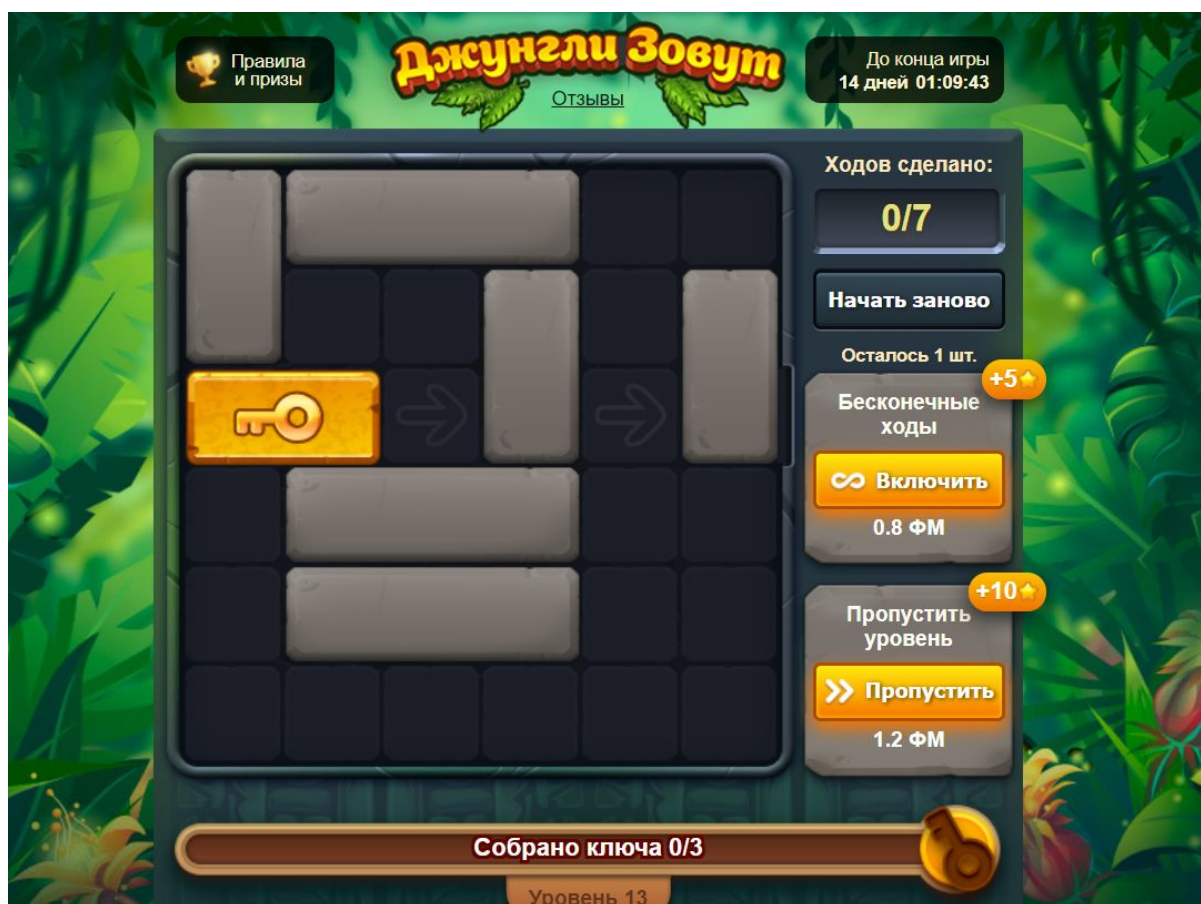 Правила
и призы
Джунгли Зовут
Отзывы
До конца игры
14 дней 01:09:43
Ходов сделано:
0/7
Начать заново
Осталось 1 шт.
+5
Бесконечные
ходы
Включить
0.8 ФМ
+10
Пропустить
уровень
Пропустить
1.2 ФМ
Собрано ключа 0/3
Уровень 13